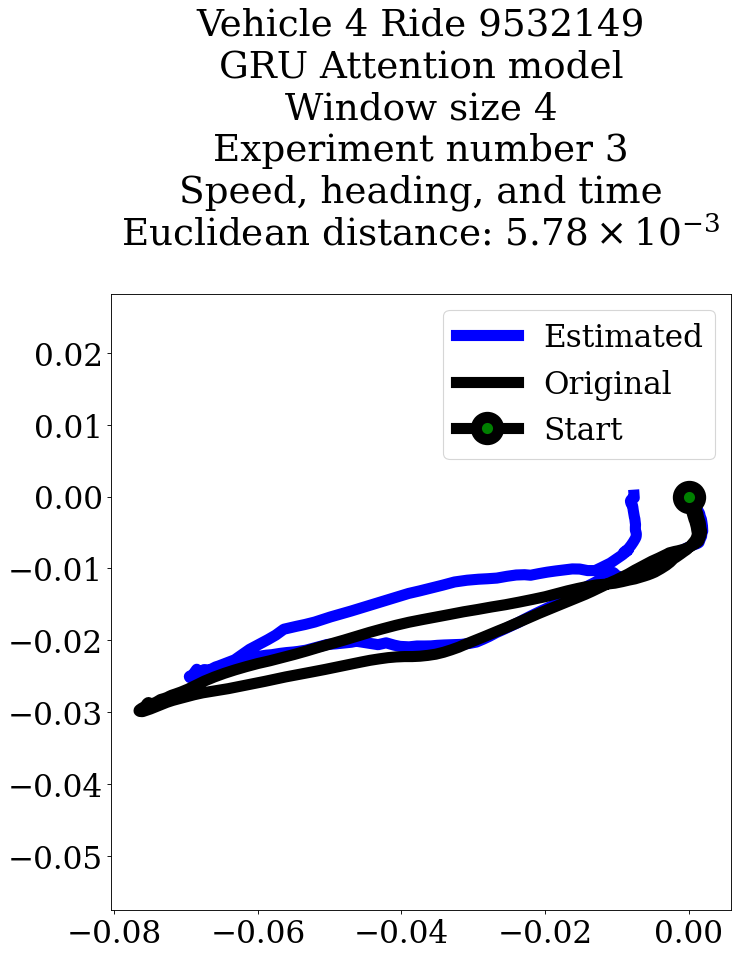 Vehicle 4 Ride 9532149
GRU Attention model
Window size 4
Experiment number 3
Speed, heading, and time
Euclidean distance: 5.78 × 10⁻³
Estimated
Original
Start
0.02
0.01
0.00
−0.01
−0.02
−0.03
−0.04
−0.05
−0.08 −0.06 −0.04 −0.02 0.00